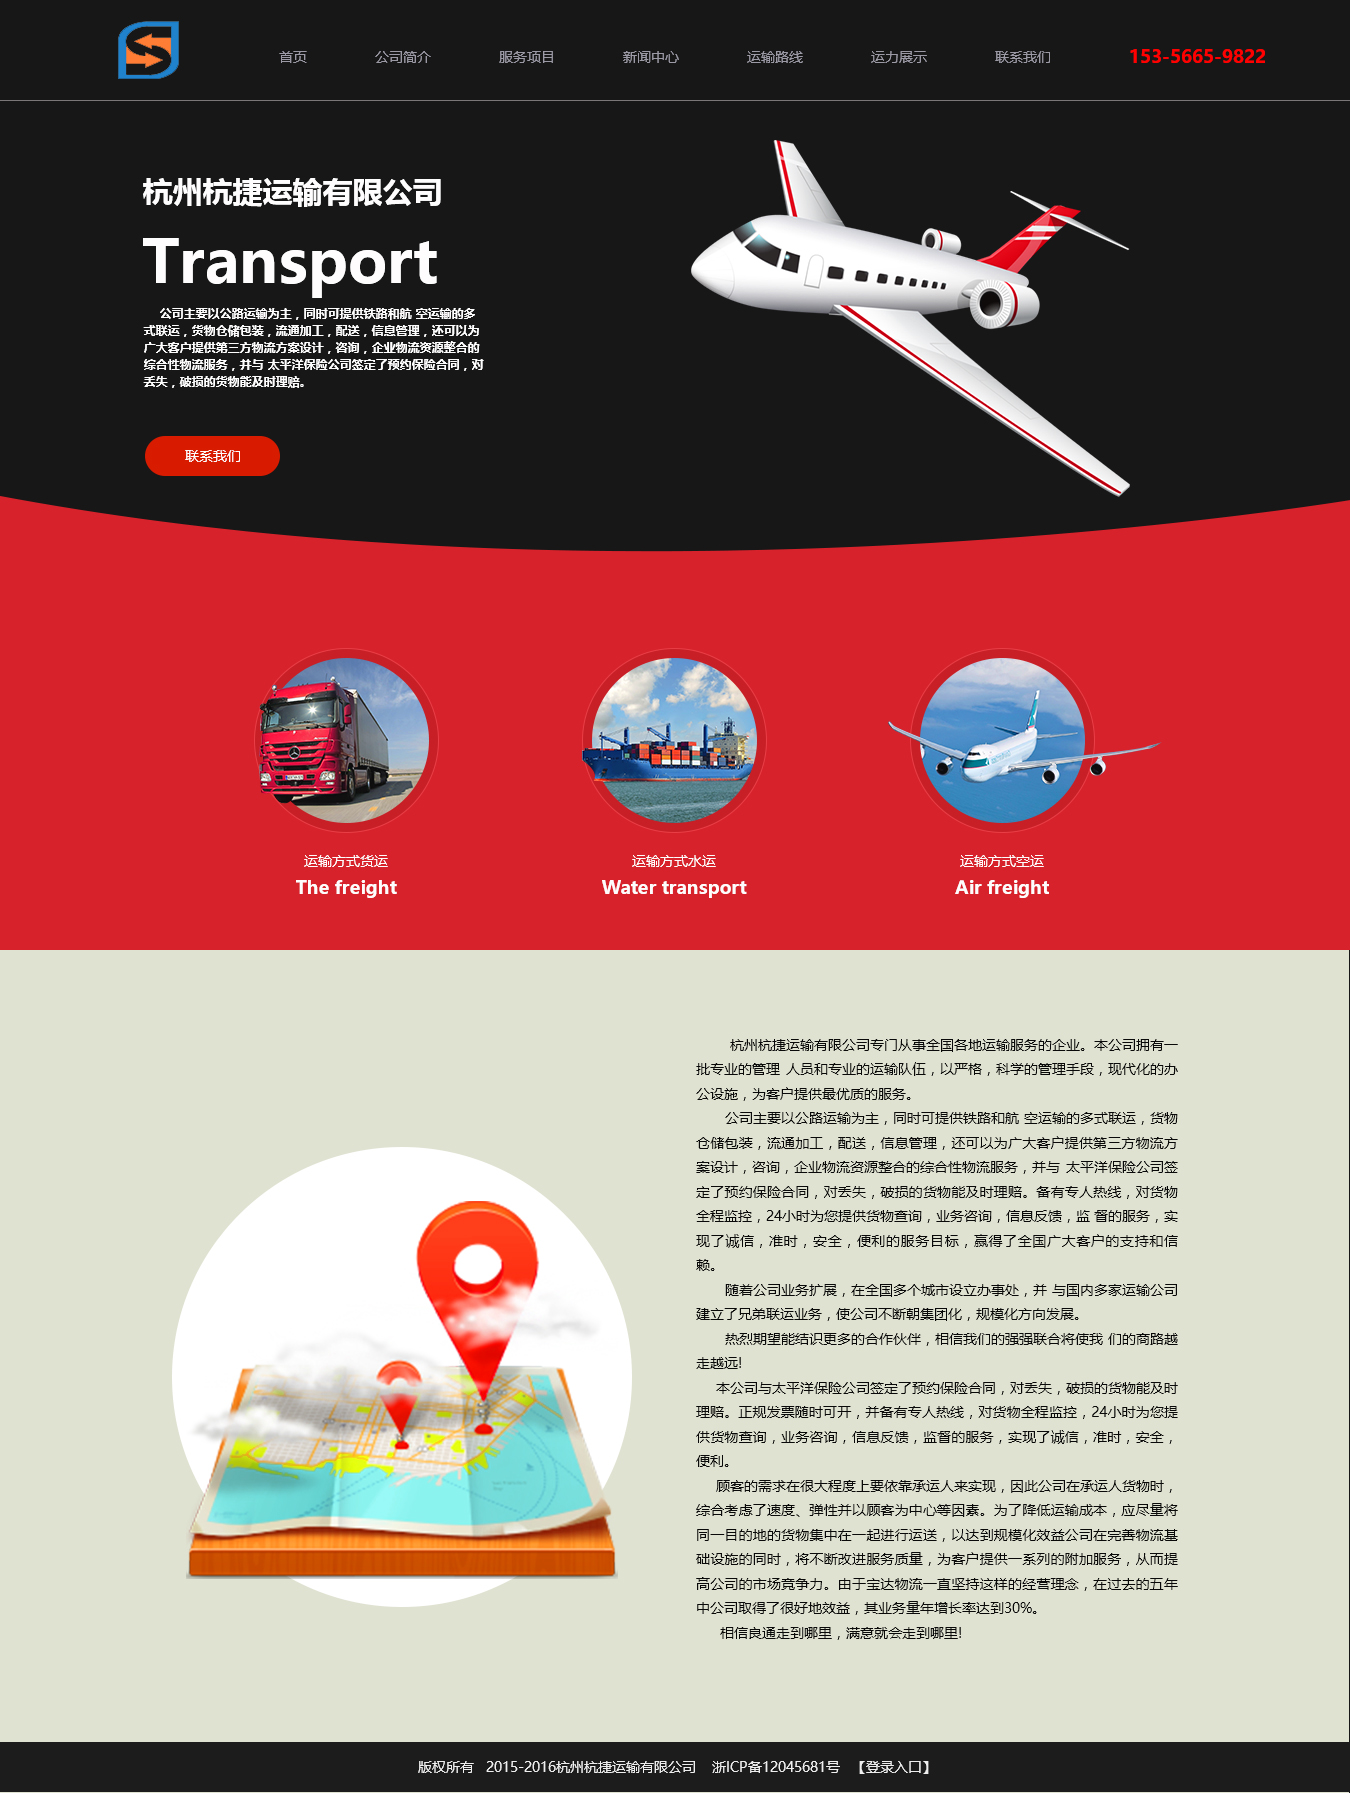 首页 公司简介 服务项目 新闻中心 运输路线 运力展示 联系我们 153-5665-9822
杭州杭捷运输有限公司
Transport
公司主要以公路运输为主，同时可提供铁路和航 空运输的多
式联运，货物仓储包装，流通加工，配送，信息管理，还可以为
广大客户提供第三方物流方案设计，咨询，企业物流资源整合的
综合性物流服务，并与 太平洋保险公司签定了预约保险合同，对
丢失，破损的货物能及时理赔。
联系我们
运输方式货运 运输方式水运 运输方式空运
The freight Water transport Air freight
杭州杭捷运输有限公司专门从事全国各地运输服务的企业。本公司拥有一
批专业的管理 人员和专业的运输队伍，以严格，科学的管理手段，现代化的办
公设施，为客户提供最优质的服务。
公司主要以公路运输为主，同时可提供铁路和航 空运输的多式联运，货物
仓储包装，流通加工，配送，信息管理，还可以为广大客户提供第三方物流方
案设计，咨询，企业物流资源整合的综合性物流服务，并与 太平洋保险公司签
定了预约保险合同，对丢失，破损的货物能及时理赔。备有专人热线，对货物
全程监控，24小时为您提供货物查询，业务咨询，信息反馈，监 督的服务，实
现了诚信，准时，安全，便利的服务目标，赢得了全国广大客户的支持和信
赖。
随着公司业务扩展，在全国多个城市设立办事处，并 与国内多家运输公司
建立了兄弟联运业务，使公司不断朝集团化，规模化方向发展。
热烈期望能结识更多的合作伙伴，相信我们的强强联合将使我 们的商路越
走越远!
本公司与太平洋保险公司签定了预约保险合同，对丢失，破损的货物能及时
理赔。正规发票随时可开，并备有专人热线，对货物全程监控，24小时为您提
供货物查询，业务咨询，信息反馈，监督的服务，实现了诚信，准时，安全，
便利。
顾客的需求在很大程度上要依靠承运人来实现，因此公司在承运人货物时，
综合考虑了速度、弹性并以顾客为中心等因素。为了降低运输成本，应尽量将
同一目的地的货物集中在一起进行运送，以达到规模化效益公司在完善物流基
础设施的同时，将不断改进服务质量，为客户提供一系列的附加服务，从而提
高公司的市场竞争力。由于宝达物流一直坚持这样的经营理念，在过去的五年
中公司取得了很好地效益，其业务量年增长率达到30%。
相信良通走到哪里，满意就会走到哪里!
版权所有 2015-2016杭州杭捷运输有限公司 浙ICP备12045681号 【登录入口】